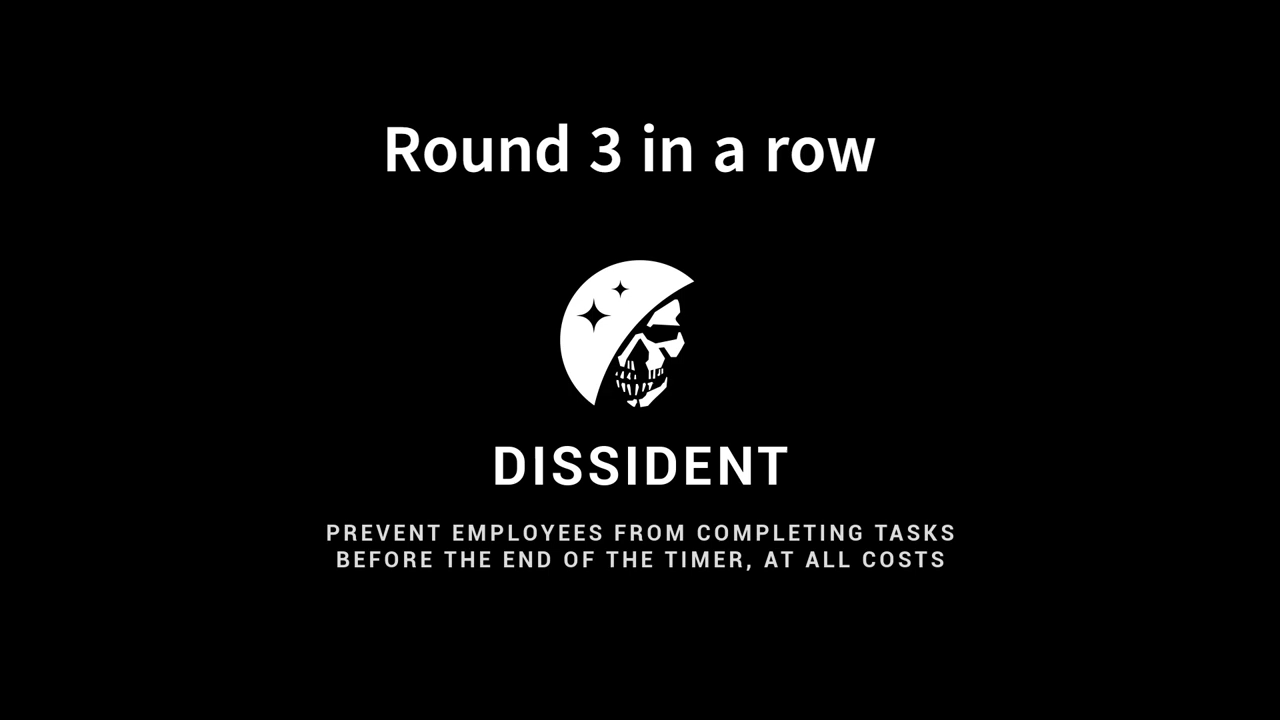 Round 3 in a row
DISSIDENT
PREVENT EMPLOYEES FROM COMPLETING TASKS
BEFORE THE END OF THE TIMER, AT ALL COSTS